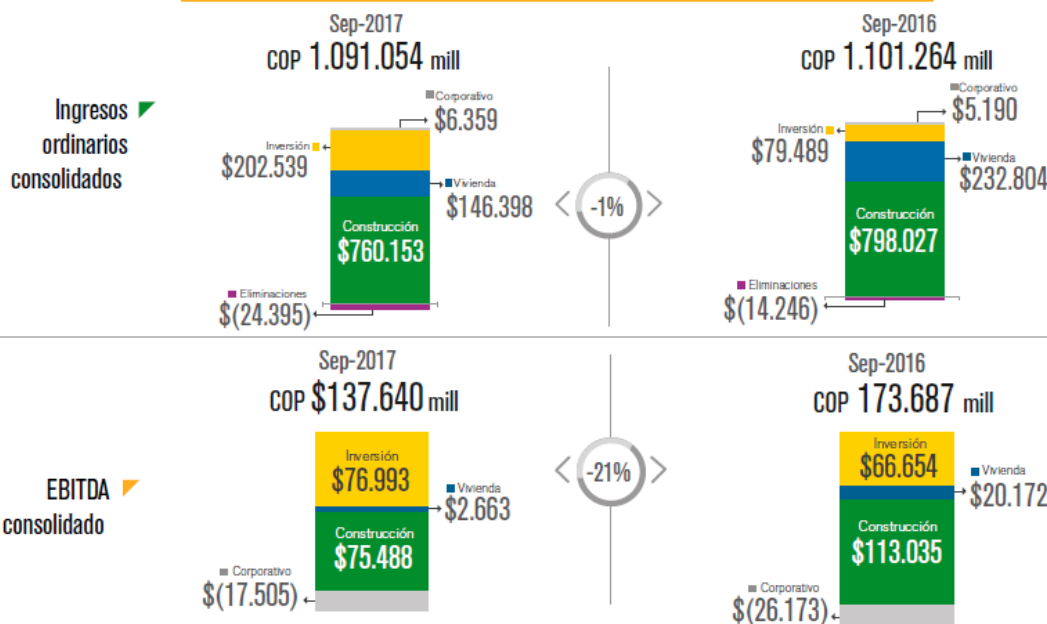 Ingresos
ordinarios
consolidados
Sep-2017
COP 1.091.054 mill
Corporativo
$6.359
Inversión
$202.539
Vivienda
$146.398
Construcción
$760.153
Eliminaciones
$(24.395)
-1%
Sep-2016
COP 1.101.264 mill
Corporativo
$5.190
Inversión
$79.489
Vivienda
$232.804
Construcción
$798.027
Eliminaciones
$(14.246)
EBITDA
consolidado
Sep-2017
COP $137.640 mill
Inversión
$76.993
Vivienda
$2.663
Construcción
$75.488
Corporativo
$(17.505)
-21%
Sep-2016
COP 173.687 mill
Inversión
$66.654
Vivienda
$20.172
Construcción
$113.035
Corporativo
$(26.173)